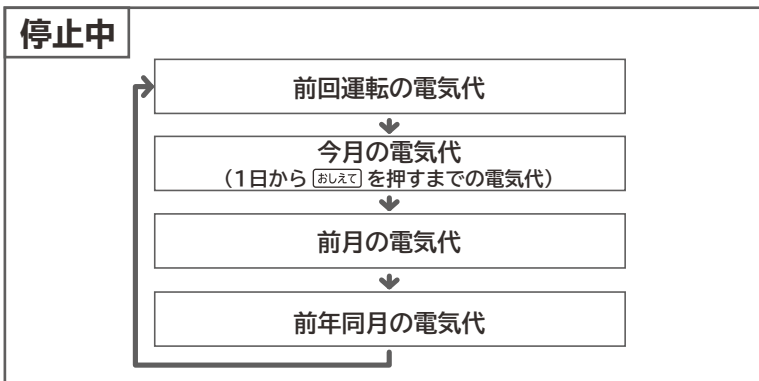 停止中
前回運転の電気代
今月の電気代
（1日から おしえて を押すまでの電気代）
前月の電気代
前年同月の電気代